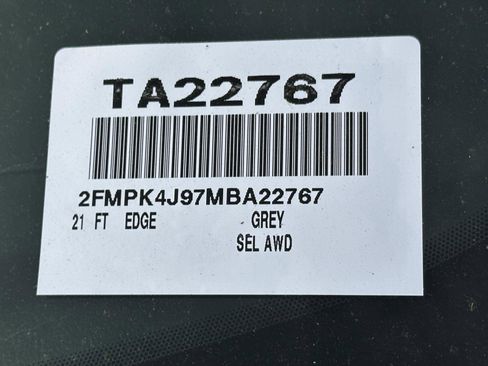 TA22767
2FMPK4J97MBA22767
21 FT EDGE GREY
SEL AWD